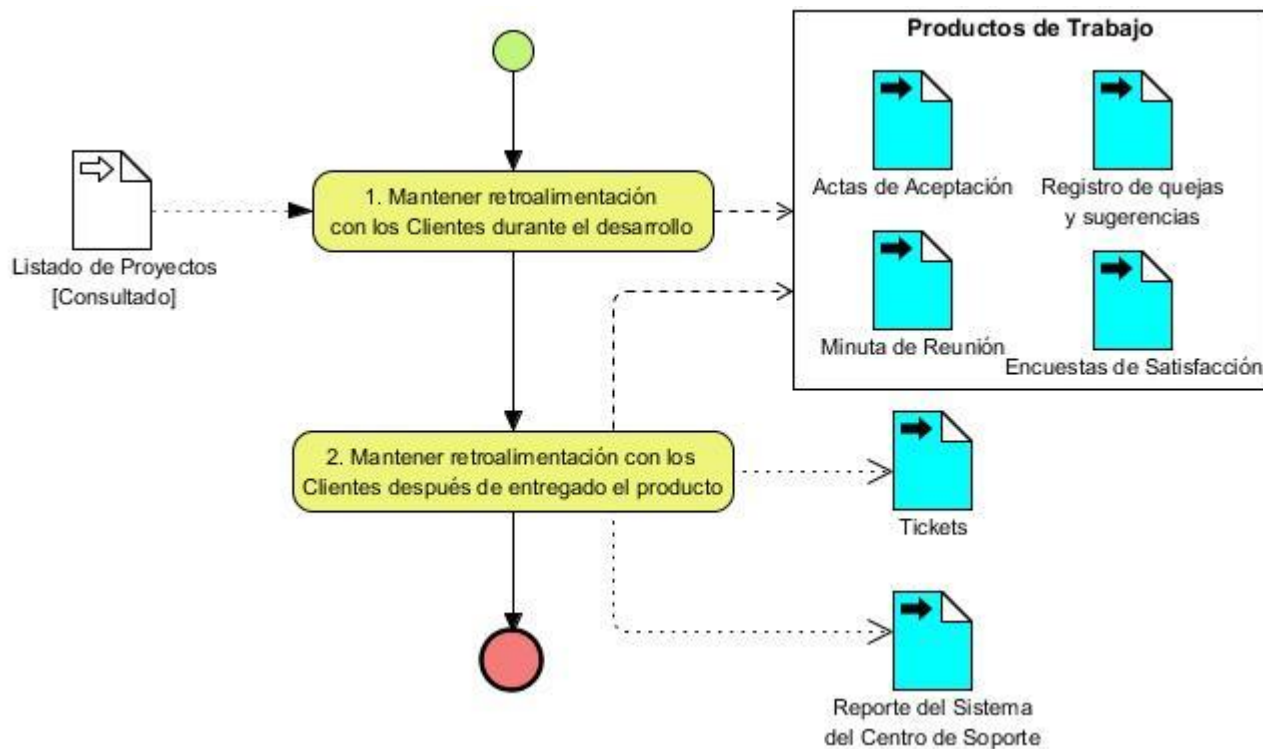 Productos de Trabajo
Actas de Aceptación
Registro de quejas
y sugerencias
1. Mantener retroalimentación
con los Clientes durante el desarrollo
Listado de Proyectos
[Consultado]
Minuta de Reunión
Encuestas de Satisfacción
2. Mantener retroalimentación con los
Clientes después de entregado el producto
Tickets
Reporte del Sistema
del Centro de Soporte